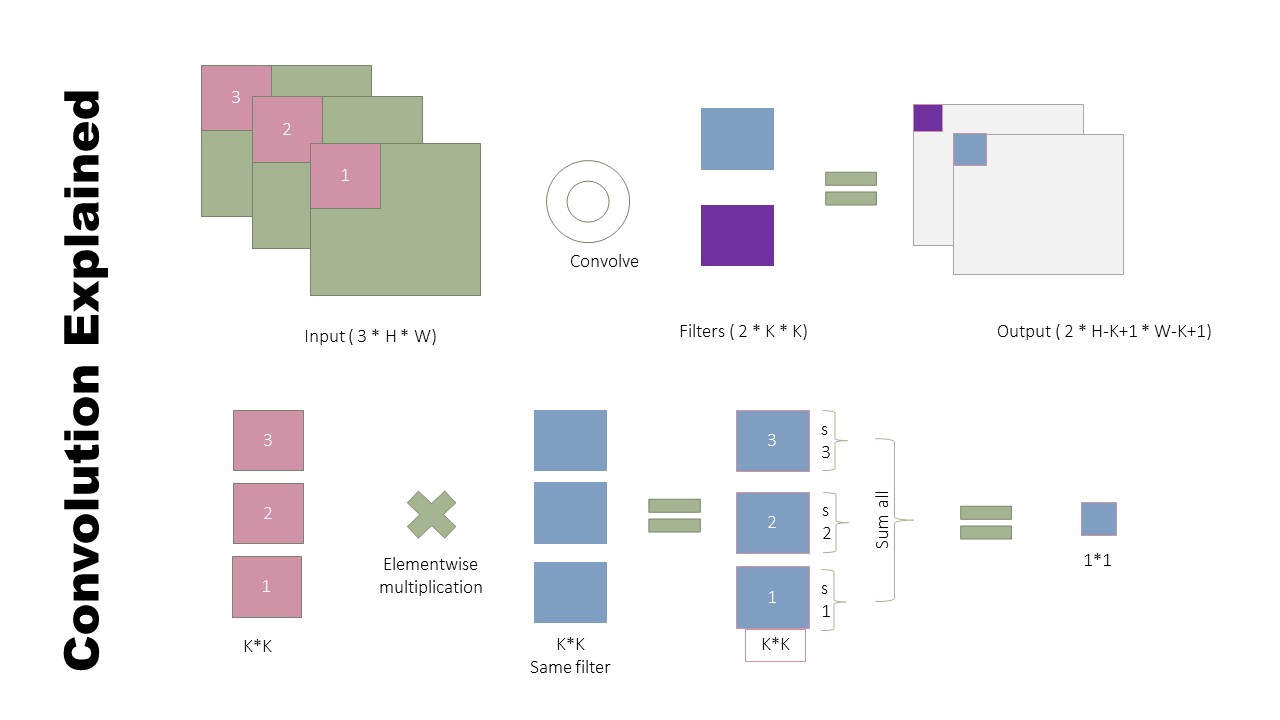 Convolution Explained
3
2
1
Convolve
Input ( 3 * H * W)
Filters ( 2 * K * K)
Output ( 2 * H-K+1 * W-K+1)
3
2
1
K*K
Elementwise
multiplication
K*K
Same filter
3
2
1
K*K
s
3
s
2
s
1
Sum all
1*1